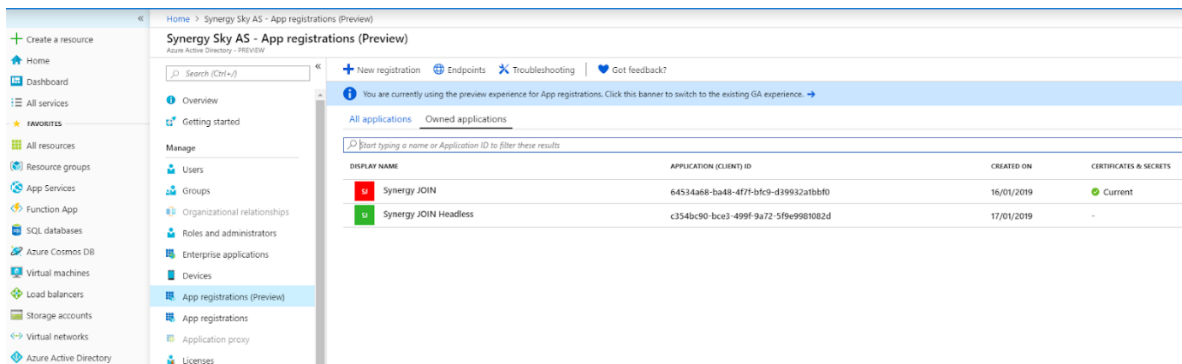 «
Create a resource
Home
Dashboard
All services
FAVORITES
All resources
Resource groups
App Services
Function App
SQL databases
Azure Cosmos DB
Virtual machines
Load balancers
Storage accounts
Virtual networks
Azure Active Directory
Home > Synergy Sky AS - App registrations (Preview)
Synergy Sky AS - App registrations (Preview)
Azure Active Directory - PREVIEW
Search (Ctrl+/)
«
Overview
Getting started
Manage
Users
Groups
Organizational relationships
Roles and administrators
Enterprise applications
Devices
App registrations (Preview)
App registrations
Application proxy
Licenses
New registration Endpoints Troubleshooting Got feedback?
You are currently using the preview experience for App registrations. Click this banner to switch to the existing GA experience. →
All applications Owned applications
Start typing a name or Application ID to filter these results
DISPLAY NAME APPLICATION (CLIENT) ID CREATED ON CERTIFICATES & SECRETS
SJ Synergy JOIN 64534a68-ba48-4f7f-bfc9-d39932a1bbf0 16/01/2019 Current
SJ Synergy JOIN Headless c354bc90-bce3-499f-9a72-5f9e9981082d 17/01/2019 -